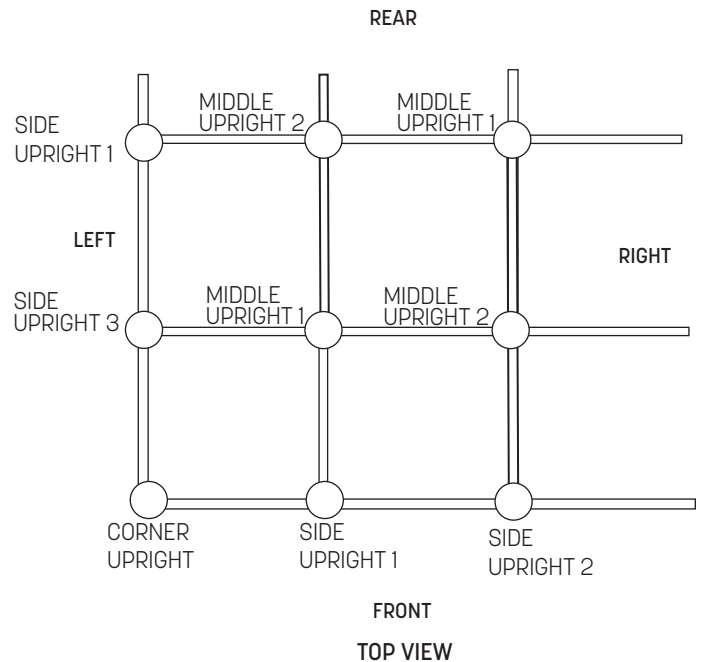 REAR
MIDDLE
UPRIGHT 2
MIDDLE
UPRIGHT 1
SIDE
UPRIGHT 1
LEFT
RIGHT
SIDE
UPRIGHT 3
MIDDLE
UPRIGHT 1
MIDDLE
UPRIGHT 2
CORNER
UPRIGHT
SIDE
UPRIGHT 1
SIDE
UPRIGHT 2
FRONT
TOP VIEW